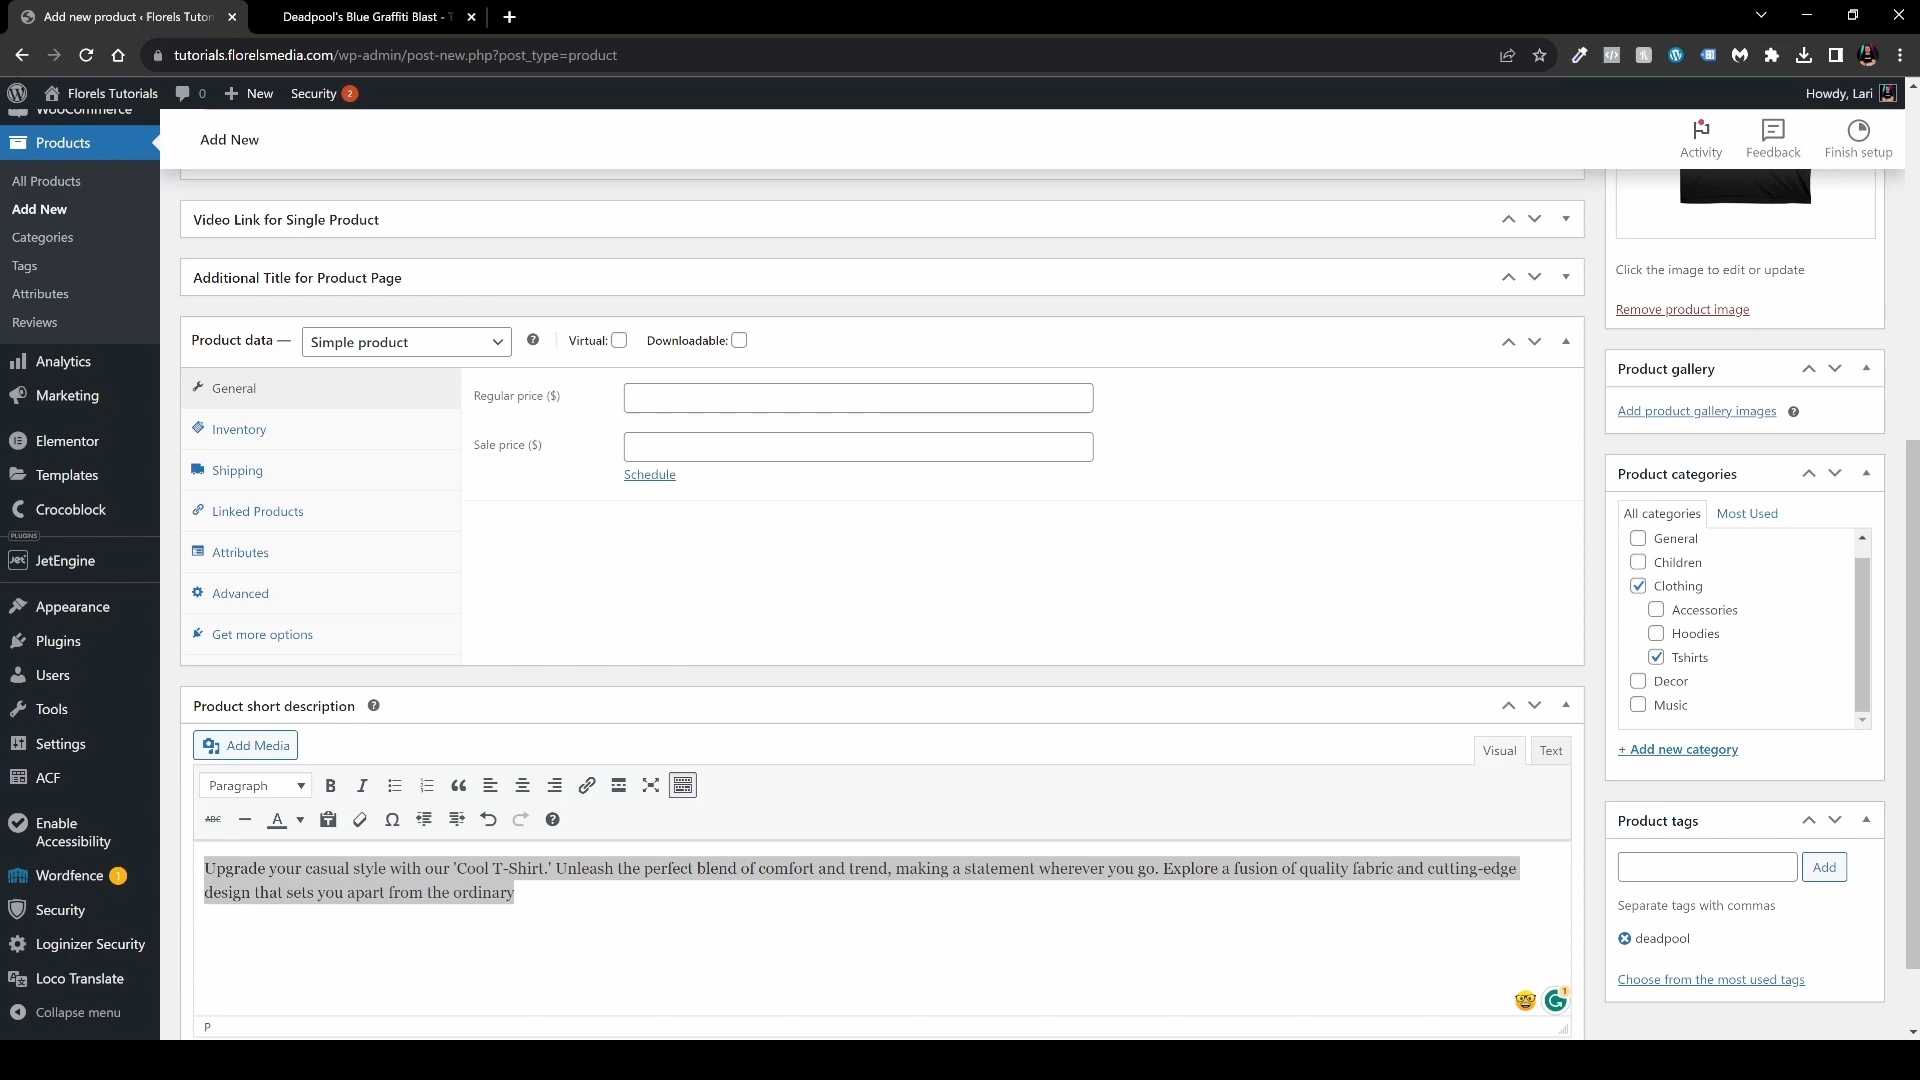 Add new product ‹ Florels Tutori
Deadpool's Blue Graffiti Blast - T
tutorials.florelsmedia.com/wp-admin/post-new.php?post_type=product
Florels Tutorials
0
New
Security 2
Howdy, Lari
WooCommerce
Products
All Products
Add New
Categories
Tags
Attributes
Reviews
Analytics
Marketing
Elementor
Templates
Crocoblock
PLUGINS
JetEngine
Appearance
Plugins
Users
Tools
Settings
ACF
Enable
Accessibility
Wordfence 1
Security
Loginizer Security
Loco Translate
Collapse menu
Add New
Activity
Feedback
Finish setup
Video Link for Single Product
Additional Title for Product Page
Product data —
Simple product
Virtual:
Downloadable:
General
Inventory
Shipping
Linked Products
Attributes
Advanced
Get more options
Regular price ($)
Sale price ($)
Schedule
Product short description
Add Media
Visual
Text
Paragraph
B
I
ABC
A
Upgrade your casual style with our 'Cool T-Shirt.' Unleash the perfect blend of comfort and trend, making a statement wherever you go. Explore a fusion of quality fabric and cutting-edge
design that sets you apart from the ordinary
P
Click the image to edit or update
Remove product image
Product gallery
Add product gallery images
Product categories
All categories
Most Used
General
Children
Clothing
Accessories
Hoodies
Tshirts
Decor
Music
+ Add new category
Product tags
Add
Separate tags with commas
deadpool
Choose from the most used tags